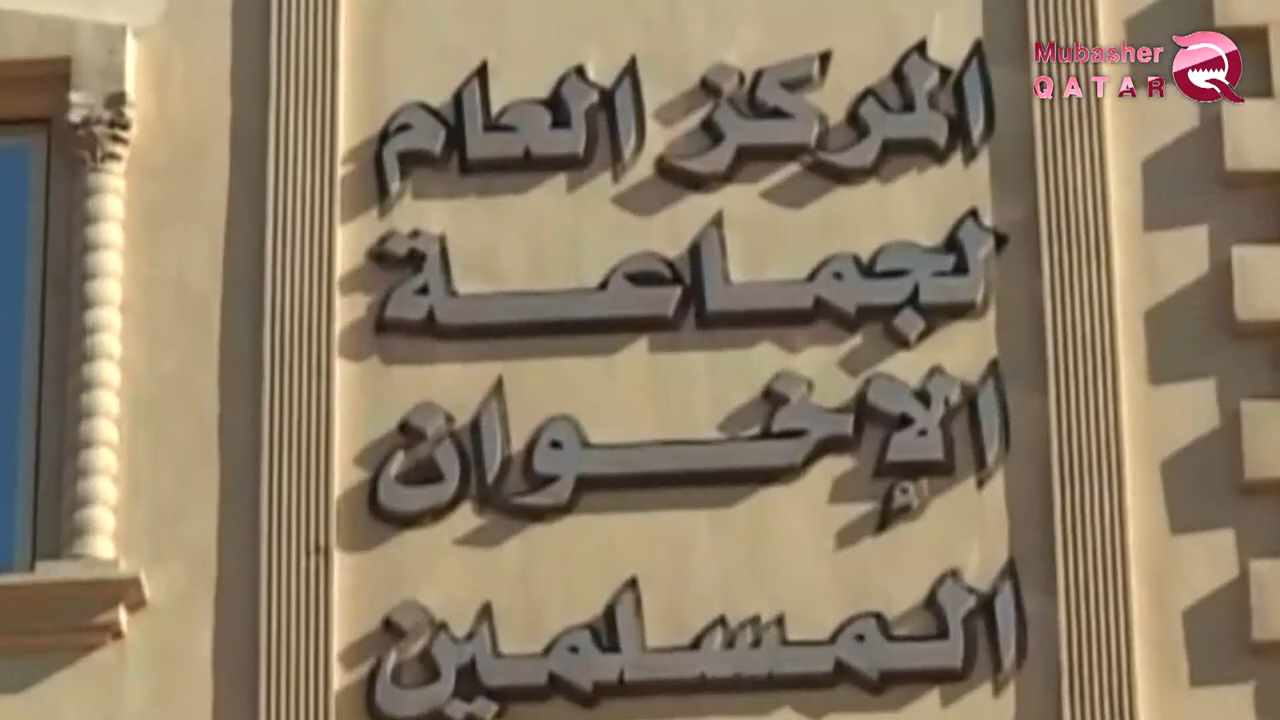 Mubasher
QATAR
المركز العام
لجماعة
الإخوان
المسلمين